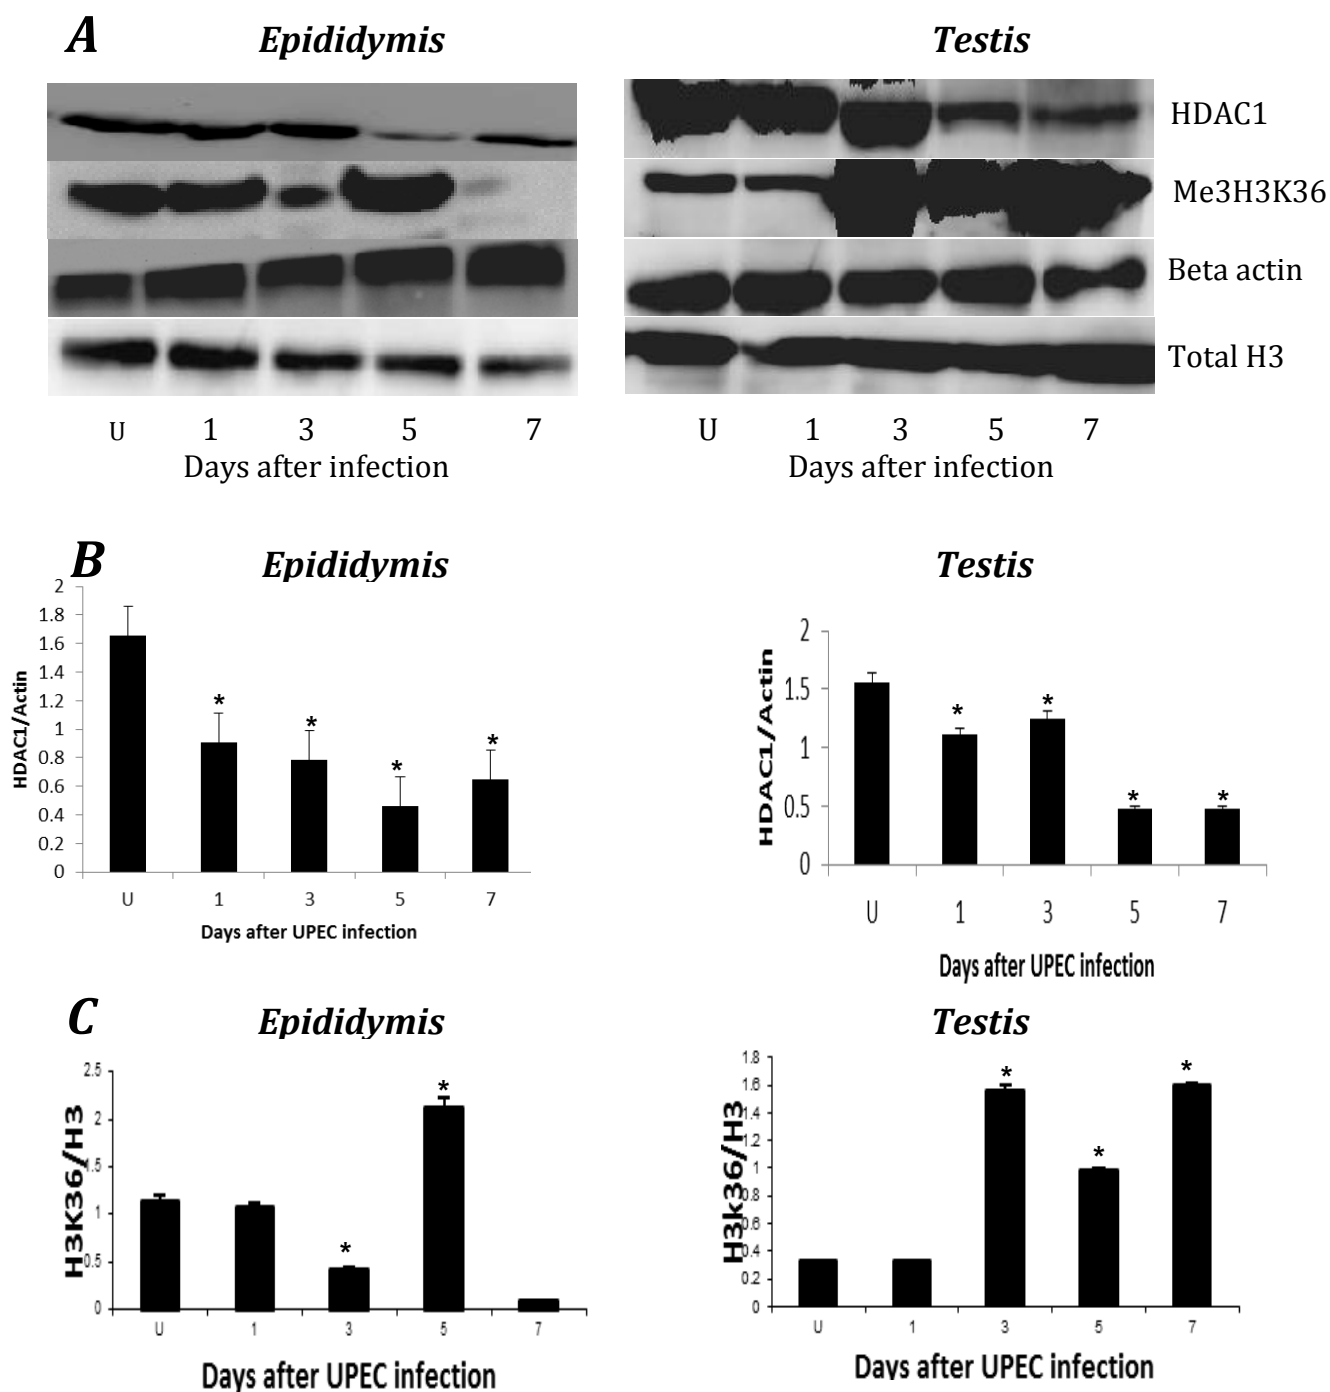 A
Epididymis
Testis
HDAC1
Me3H3K36
Beta actin
Total H3
U 1 3 5 7
Days after infection
U 1 3 5 7
Days after infection
B
Epididymis
Testis
HDAC1/Actin
2
1.8
1.6
1.4
1.2
1
0.8
0.6
0.4
0.2
0
*
*
*
*
U 1 3 5 7
Days after UPEC infection
HDAC1/Actin
2
1.5
1
0.5
0
*
*
*
*
U 1 3 5 7
Days after UPEC infection
C
Epididymis
Testis
H3K36/H3
2.5
2
1.5
1
0.5
0
*
*
U 1 3 5 7
Days after UPEC infection
H3k36/H3
1.8
1.6
1.4
1.2
1
0.8
0.6
0.4
0.2
0
*
*
*
U 1 3 5 7
Days after UPEC infection